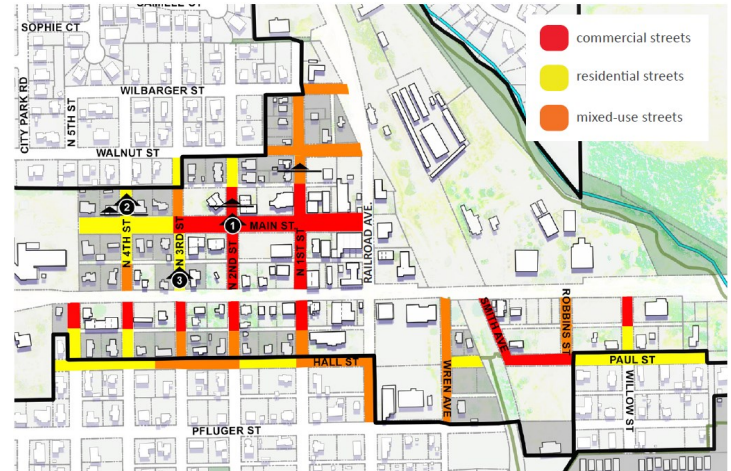 SOPHIE CT
CAMILLE CT
commercial streets
residential streets
mixed-use streets
CITY PARK RD
N 5TH ST
WILBARGER ST
WALNUT ST
2
1
MAIN ST
N 4TH ST
N 3RD ST
N 2ND ST
N 1ST ST
RAILROAD AVE.
3
SMITH AVE
ROBBINS ST
HALL ST
WREN AVE
PAUL ST
WILLOW ST
PFLUGER ST